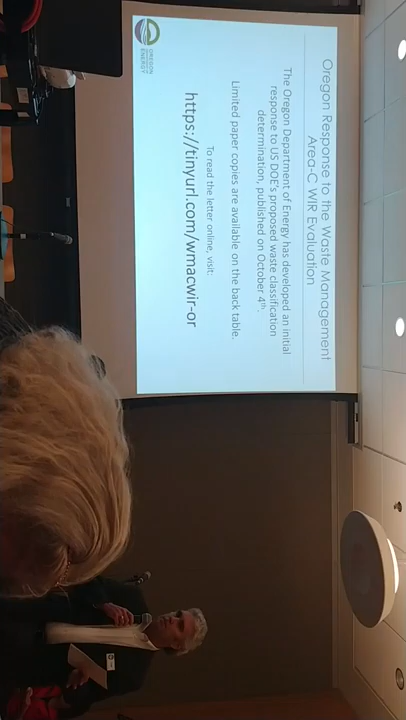 Oregon Response to the Waste Management
Area-C WIR Evaluation
The Oregon Department of Energy has developed an initial
response to US DOE's proposed waste classification
determination, published on October 4th.
Limited paper copies are available on the back table.
To read the letter online, visit:
https://tinyurl.com/wmacwir-or
OREGON
ENERGY